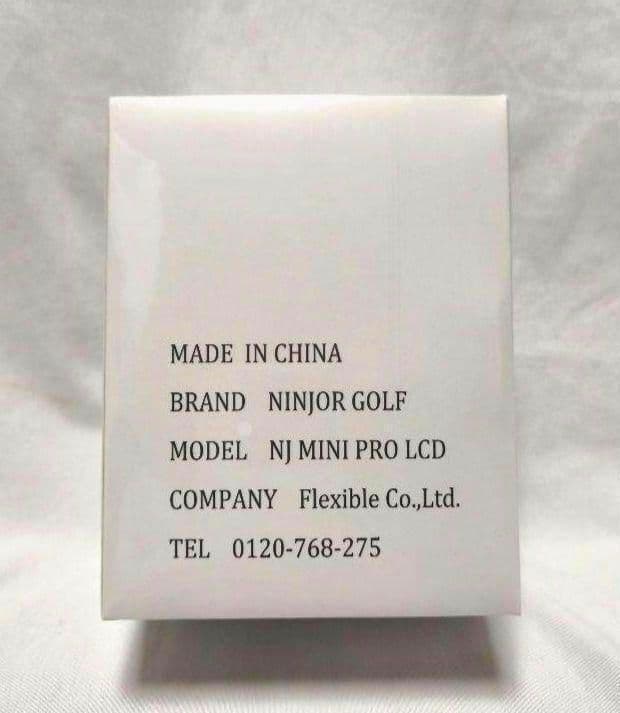 MADE IN CHINA
BRAND NINJOR GOLF
MODEL NJ MINI PRO LCD
COMPANY Flexible Co.,Ltd.
TEL 0120-768-275